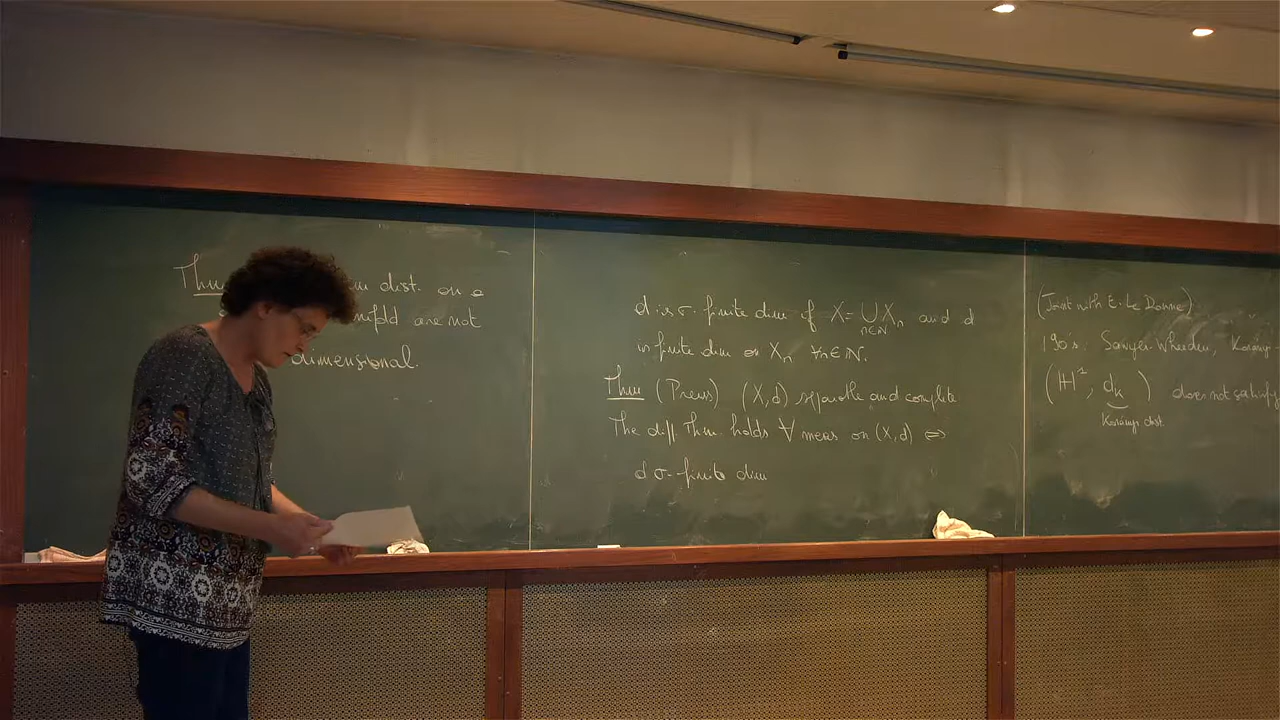 Thm dist. on a
nifold are not
dimensional.
d is σ-finite dim if X = ⋃ Xₙ and d
n∈ℕ
is finite dim on Xₙ ∀n∈ℕ.
Thm (Preiss) (X,d) separable and complete
The diff thm holds ∀ meas on (X,d) ⇔
d σ-finite dim
(Joint with E. Le Donne)
'90s: Sawyer-Wheeden, Korányi-
(ℍ¹, dₖ) does not satisfy
Korányi dist.